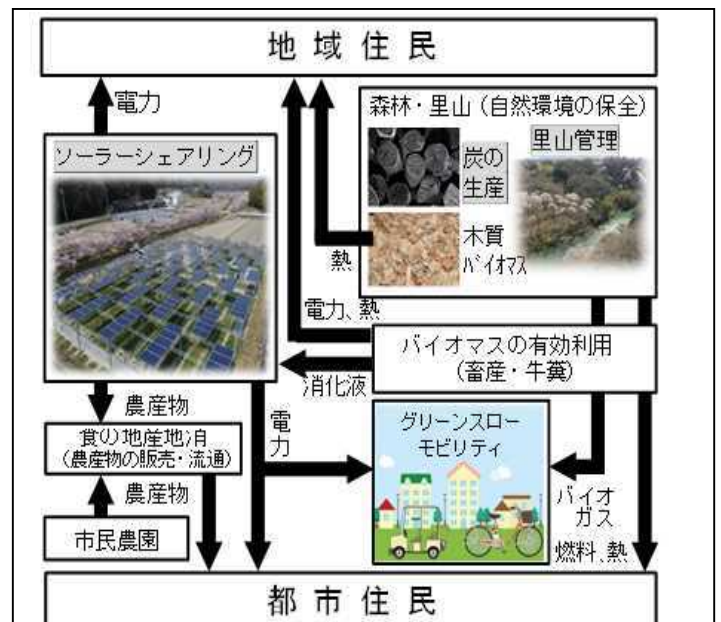 地域住民
電力
森林・里山(自然環境の保全)
ソーラーシェアリング
炭の
生産
里山管理
木質
バイオマス
熱
電力、熱
バイオマスの有効利用
(畜産・牛糞)
消化液
農産物
電
力
食の地産地消
(農産物の販売・流通)
農産物
市民農園
グリーンスロー
モビリティ
バイオ
ガス
燃料、熱
都市住民